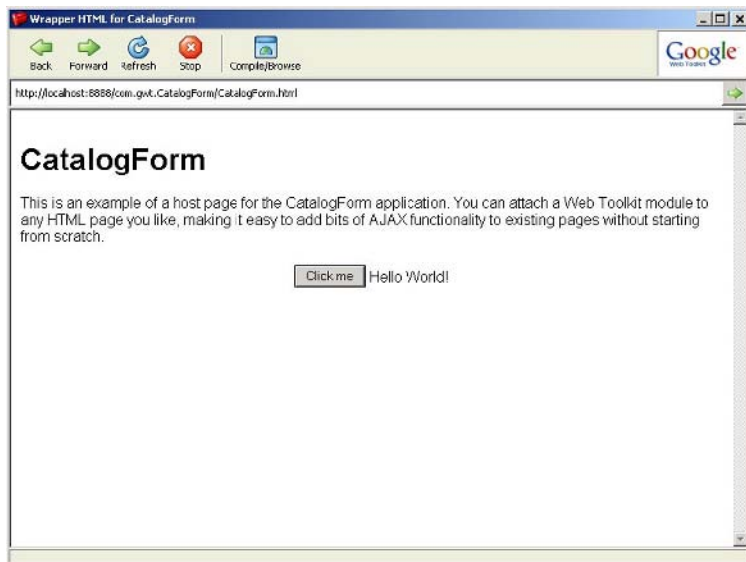 Wrapper HTML for CatalogForm
Back Forward Refresh Stop Compile/Browse
Google
Web Toolkit
http://localhost:8888/com.gwt.CatalogForm/CatalogForm.html
CatalogForm
This is an example of a host page for the CatalogForm application. You can attach a Web Toolkit module to
any HTML page you like, making it easy to add bits of AJAX functionality to existing pages without starting
from scratch.
Click me Hello World!